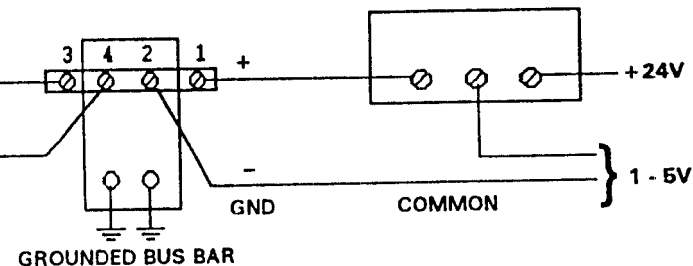 3 4 2 1 +
+24V
-
1 - 5V
GND COMMON
GROUNDED BUS BAR